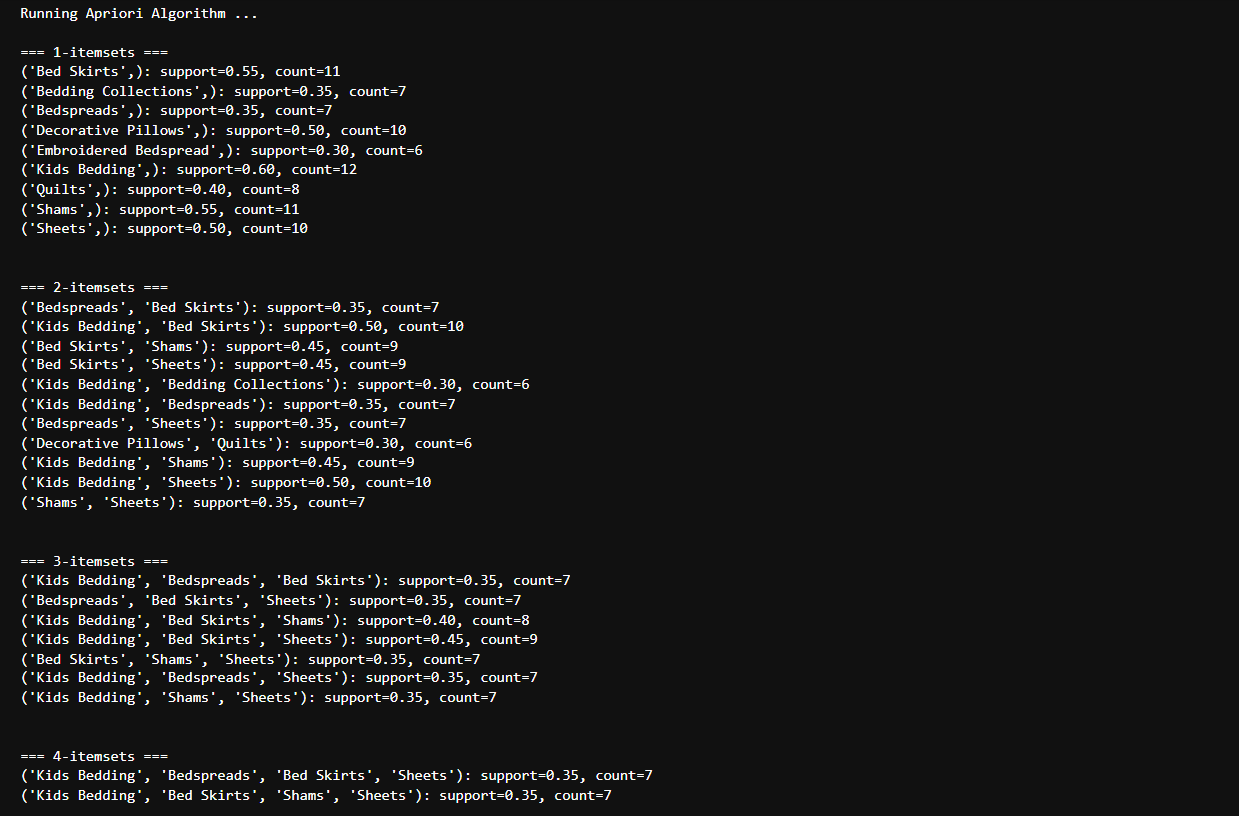 Running Apriori Algorithm ...
=== 1-itemsets ===
('Bed Skirts',): support=0.55, count=11
('Bedding Collections',): support=0.35, count=7
('Bedspreads',): support=0.35, count=7
('Decorative Pillows',): support=0.50, count=10
('Embroidered Bedspread',): support=0.30, count=6
('Kids Bedding',): support=0.60, count=12
('Quilts',): support=0.40, count=8
('Shams',): support=0.55, count=11
('Sheets',): support=0.50, count=10
=== 2-itemsets ===
('Bedspreads', 'Bed Skirts'): support=0.35, count=7
('Kids Bedding', 'Bed Skirts'): support=0.50, count=10
('Bed Skirts', 'Shams'): support=0.45, count=9
('Bed Skirts', 'Sheets'): support=0.45, count=9
('Kids Bedding', 'Bedding Collections'): support=0.30, count=6
('Kids Bedding', 'Bedspreads'): support=0.35, count=7
('Bedspreads', 'Sheets'): support=0.35, count=7
('Decorative Pillows', 'Quilts'): support=0.30, count=6
('Kids Bedding', 'Shams'): support=0.45, count=9
('Kids Bedding', 'Sheets'): support=0.50, count=10
('Shams', 'Sheets'): support=0.35, count=7
=== 3-itemsets ===
('Kids Bedding', 'Bedspreads', 'Bed Skirts'): support=0.35, count=7
('Bedspreads', 'Bed Skirts', 'Sheets'): support=0.35, count=7
('Kids Bedding', 'Bed Skirts', 'Shams'): support=0.40, count=8
('Kids Bedding', 'Bed Skirts', 'Sheets'): support=0.45, count=9
('Bed Skirts', 'Shams', 'Sheets'): support=0.35, count=7
('Kids Bedding', 'Bedspreads', 'Sheets'): support=0.35, count=7
('Kids Bedding', 'Shams', 'Sheets'): support=0.35, count=7
=== 4-itemsets ===
('Kids Bedding', 'Bedspreads', 'Bed Skirts', 'Sheets'): support=0.35, count=7
('Kids Bedding', 'Bed Skirts', 'Shams', 'Sheets'): support=0.35, count=7